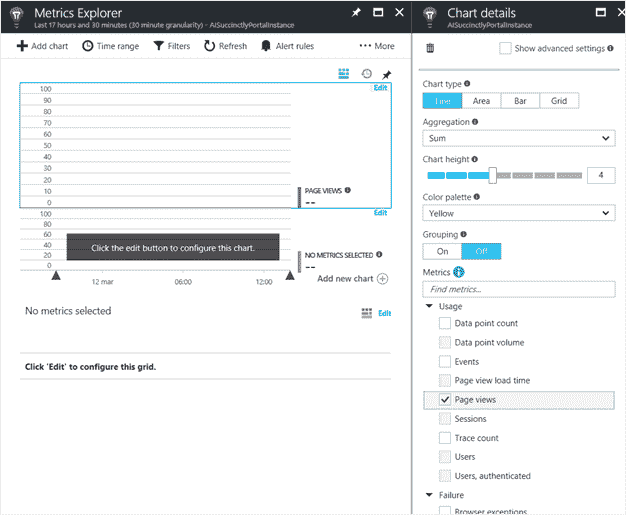 Metrics Explorer
Last 17 hours and 30 minutes (30 minute granularity) - AISuccinctlyPortalInstance
Add chart
Time range
Filters
Refresh
Alert rules
More
Edit
100
90
80
70
60
50
40
30
20
10
0
PAGE VIEWS
--
Edit
100
80
60
40
20
0
Click the edit button to configure this chart.
NO METRICS SELECTED
--
12 mar
06:00
12:00
Add new chart
No metrics selected
Edit
Click 'Edit' to configure this grid.
Chart details
AISuccinctlyPortalInstance
Show advanced settings
Chart type
Line
Area
Bar
Grid
Aggregation
Sum
Chart height
4
Color palette
Yellow
Grouping
On
Off
Metrics
Find metrics...
Usage
Data point count
Data point volume
Events
Page view load time
Page views
Sessions
Trace count
Users
Users, authenticated
Failure
Browser exceptions